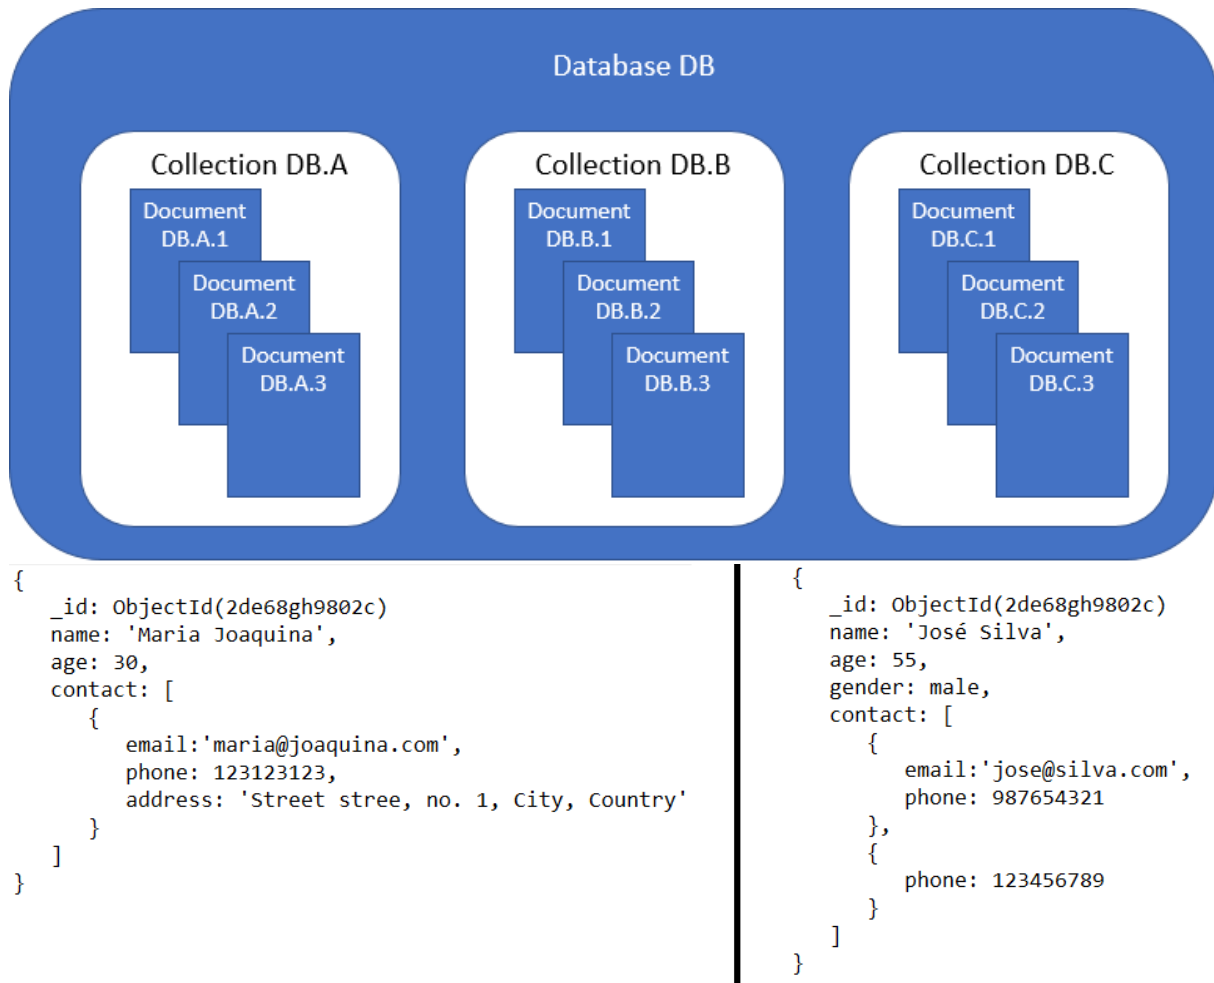 Database DB
Collection DB.A
Document
DB.A.1
Document
DB.A.2
Document
DB.A.3
Collection DB.B
Document
DB.B.1
Document
DB.B.2
Document
DB.B.3
Collection DB.C
Document
DB.C.1
Document
DB.C.2
Document
DB.C.3
{
_id: ObjectId(2de68gh9802c)
name: 'Maria Joaquina',
age: 30,
contact: [
{
email:'maria@joaquina.com',
phone: 123123123,
address: 'Street stree, no. 1, City, Country'
}
]
}
{
_id: ObjectId(2de68gh9802c)
name: 'José Silva',
age: 55,
gender: male,
contact: [
{
email:'jose@silva.com',
phone: 987654321
},
{
phone: 123456789
}
]
}